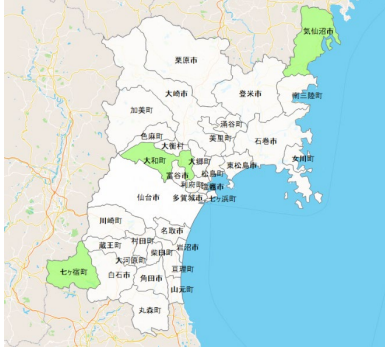 気仙沼市
栗原市
大崎市
登米市
南三陸町
加美町
涌谷町
色麻町
美里町
石巻市
大衡村
大和町
大郷町
女川町
東松島市
富谷市
松島町
利府町
塩竈市
仙台市
多賀城市
七ヶ浜町
川崎町
名取市
村田町
蔵王町
岩沼市
柴田町
大河原町
七ヶ宿町
白石市
角田市
亘理町
山元町
丸森町